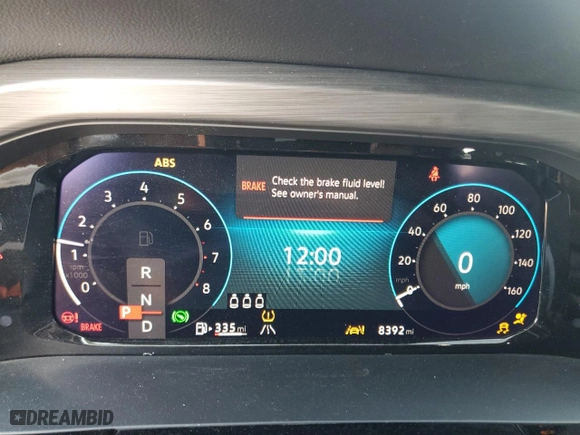 ABS
BRAKE Check the brake fluid level!
See owner's manual.
0 1 2 3 4 5 6 7 8
rpm
x1000
12:00
0 20 40 60 80 100 120 140 160
mph
0
mph
R
N
P
D
BRAKE
335 mi
8392 mi
DREAMBID